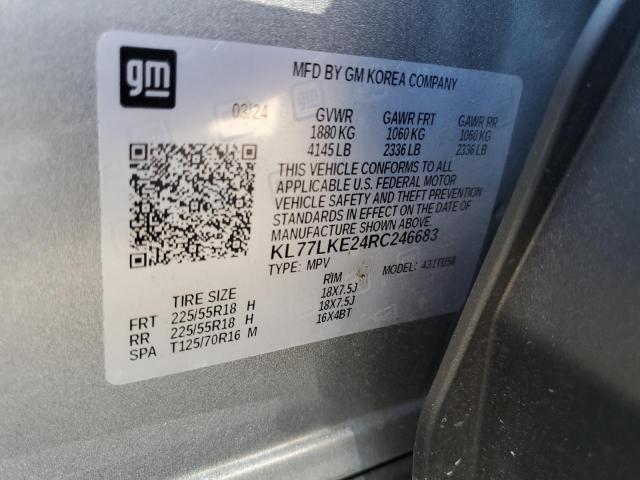 gm
MFD BY GM KOREA COMPANY
03/24 GVWR GAWR FRT GAWR RR
1880 KG 1060 KG 1060 KG
4145 LB 2336 LB 2336 LB
THIS VEHICLE CONFORMS TO ALL
APPLICABLE U.S. FEDERAL MOTOR
VEHICLE SAFETY AND THEFT PREVENTION
STANDARDS IN EFFECT ON THE DATE OF
MANUFACTURE SHOWN ABOVE.
KL77LKE24RC246683
TYPE: MPV MODEL: 431TU58
TIRE SIZE RIM
FRT 225/55R18 H 18X7.5J
RR 225/55R18 H 18X7.5J
SPA T125/70R16 M 16X4BT